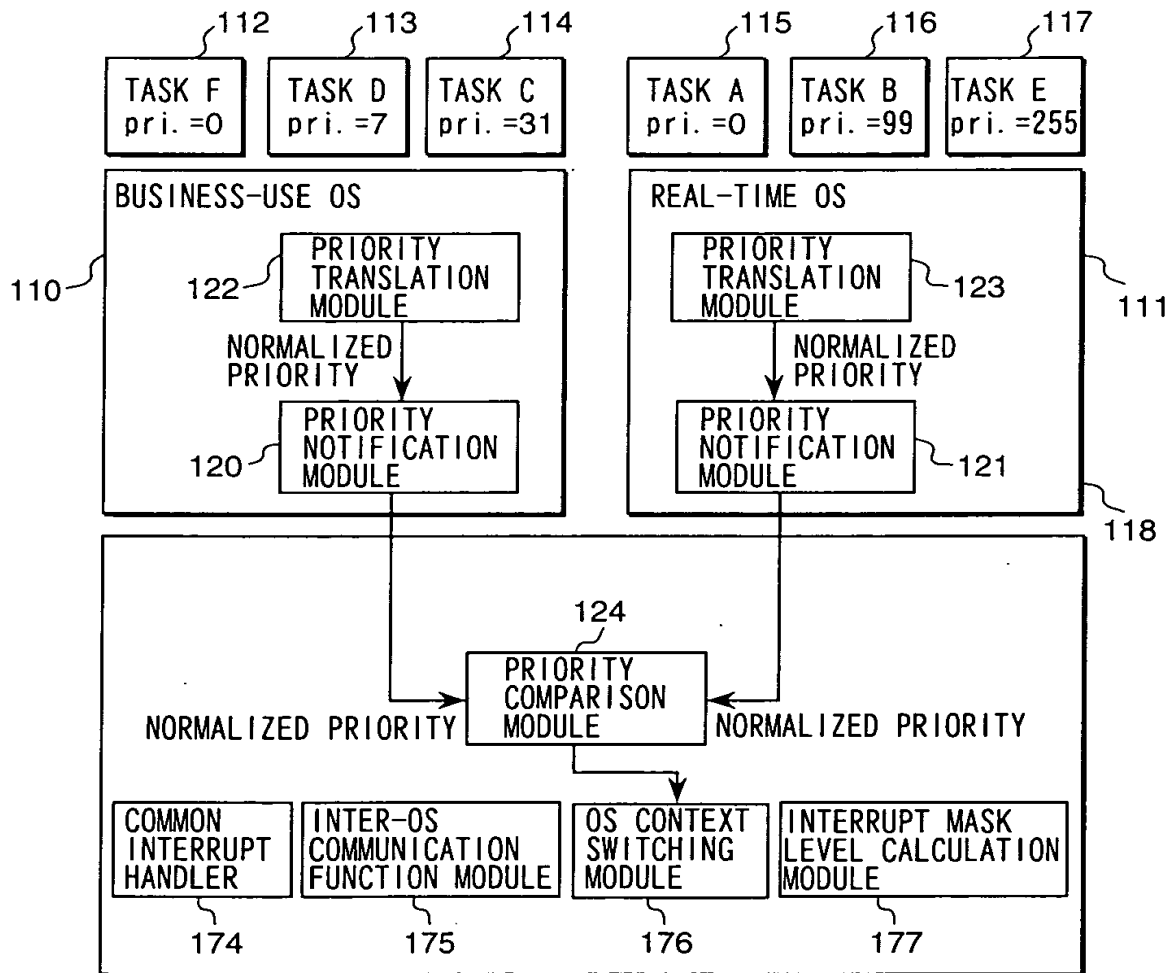 112
113
114
115
116
117
TASK F
pri.=0
TASK D
pri.=7
TASK C
pri.=31
TASK A
pri.=0
TASK B
pri.=99
TASK E
pri.=255
BUSINESS-USE OS
REAL-TIME OS
PRIORITY
TRANSLATION
MODULE
PRIORITY
TRANSLATION
MODULE
110
122
123
111
NORMALIZED
PRIORITY
NORMALIZED
PRIORITY
PRIORITY
NOTIFICATION
MODULE
PRIORITY
NOTIFICATION
MODULE
120
121
118
124
PRIORITY
COMPARISON
MODULE
NORMALIZED PRIORITY
NORMALIZED PRIORITY
COMMON
INTERRUPT
HANDLER
INTER-OS
COMMUNICATION
FUNCTION MODULE
OS CONTEXT
SWITCHING
MODULE
INTERRUPT MASK
LEVEL CALCULATION
MODULE
174
175
176
177